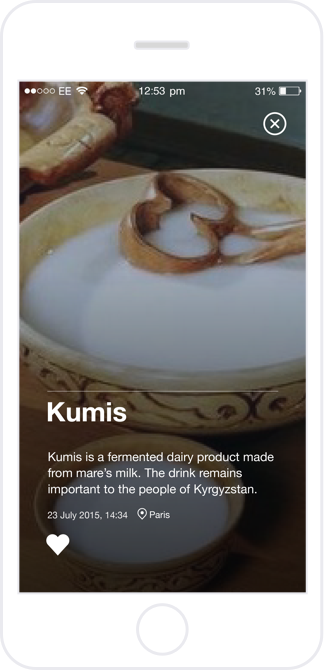 EE 12:53 pm 31%
Kumis
Kumis is a fermented dairy product made
from mare's milk. The drink remains
important to the people of Kyrgyzstan.
23 July 2015, 14:34 Paris